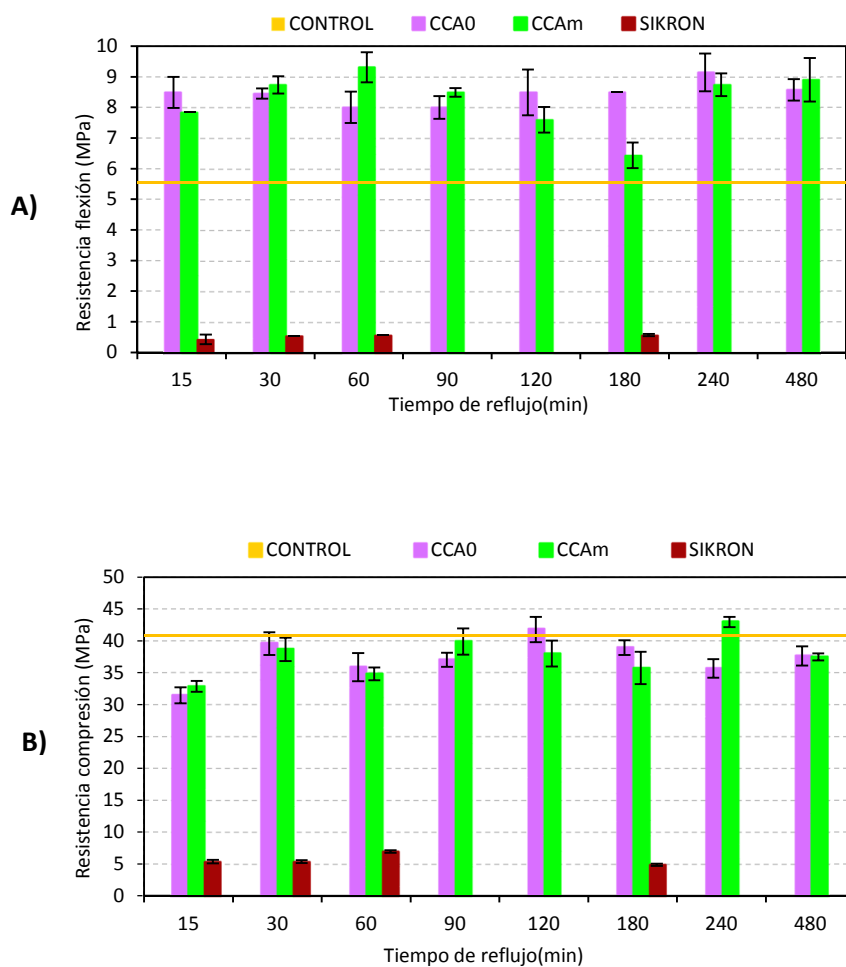 CONTROL CCA0 CCAm SIKRON
10
9
8
7
6
5
4
3
2
1
0
Resistencia flexión (MPa)
A)
15 30 60 90 120 180 240 480
Tiempo de reflujo(min)
CONTROL CCA0 CCAm SIKRON
50
45
40
35
30
25
20
15
10
5
0
Resistencia compresión (MPa)
B)
15 30 60 90 120 180 240 480
Tiempo de reflujo(min)